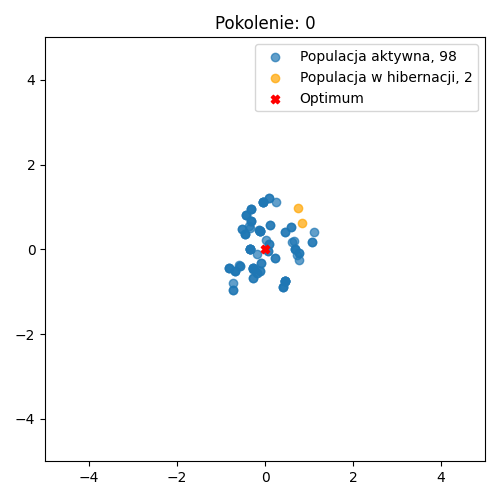 Pokolenie: 0
Populacja aktywna, 98
Populacja w hibernacji, 2
Optimum
4
2
0
−2
−4
−4 −2 0 2 4